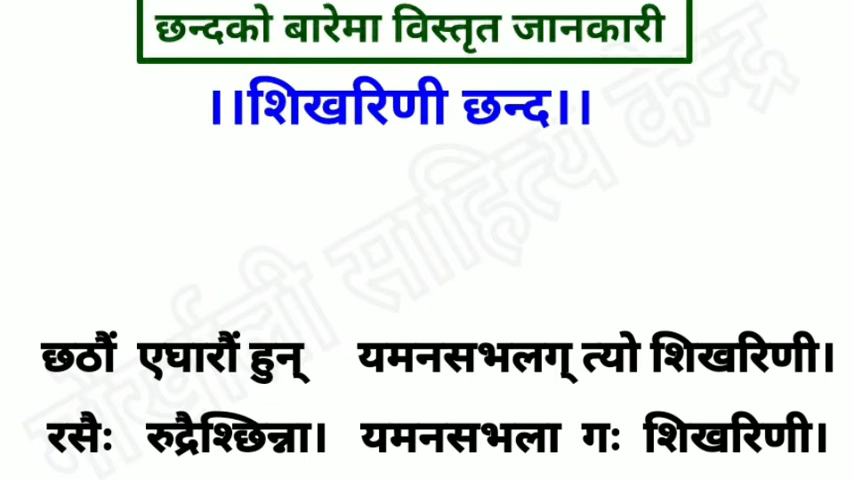 छन्दको बारेमा विस्तृत जानकारी
।।शिखरिणी छन्द।।
छठौं एघारौं हुन् यमनसभलग् त्यो शिखरिणी।
रसैः रुद्रैश्छिन्ना। यमनसभला गः शिखरिणी।
गोर्खाली साहित्य केन्द्र